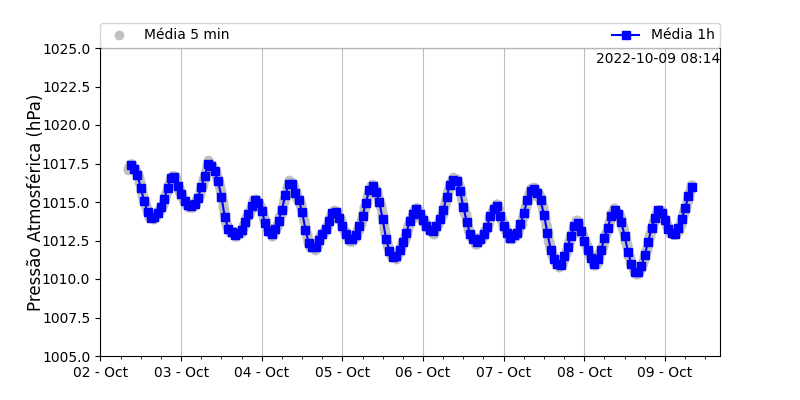 Média 5 min
Média 1h
2022-10-09 08:14
Pressão Atmosférica (hPa)
1025.0
1022.5
1020.0
1017.5
1015.0
1012.5
1010.0
1007.5
1005.0
02 - Oct
03 - Oct
04 - Oct
05 - Oct
06 - Oct
07 - Oct
08 - Oct
09 - Oct